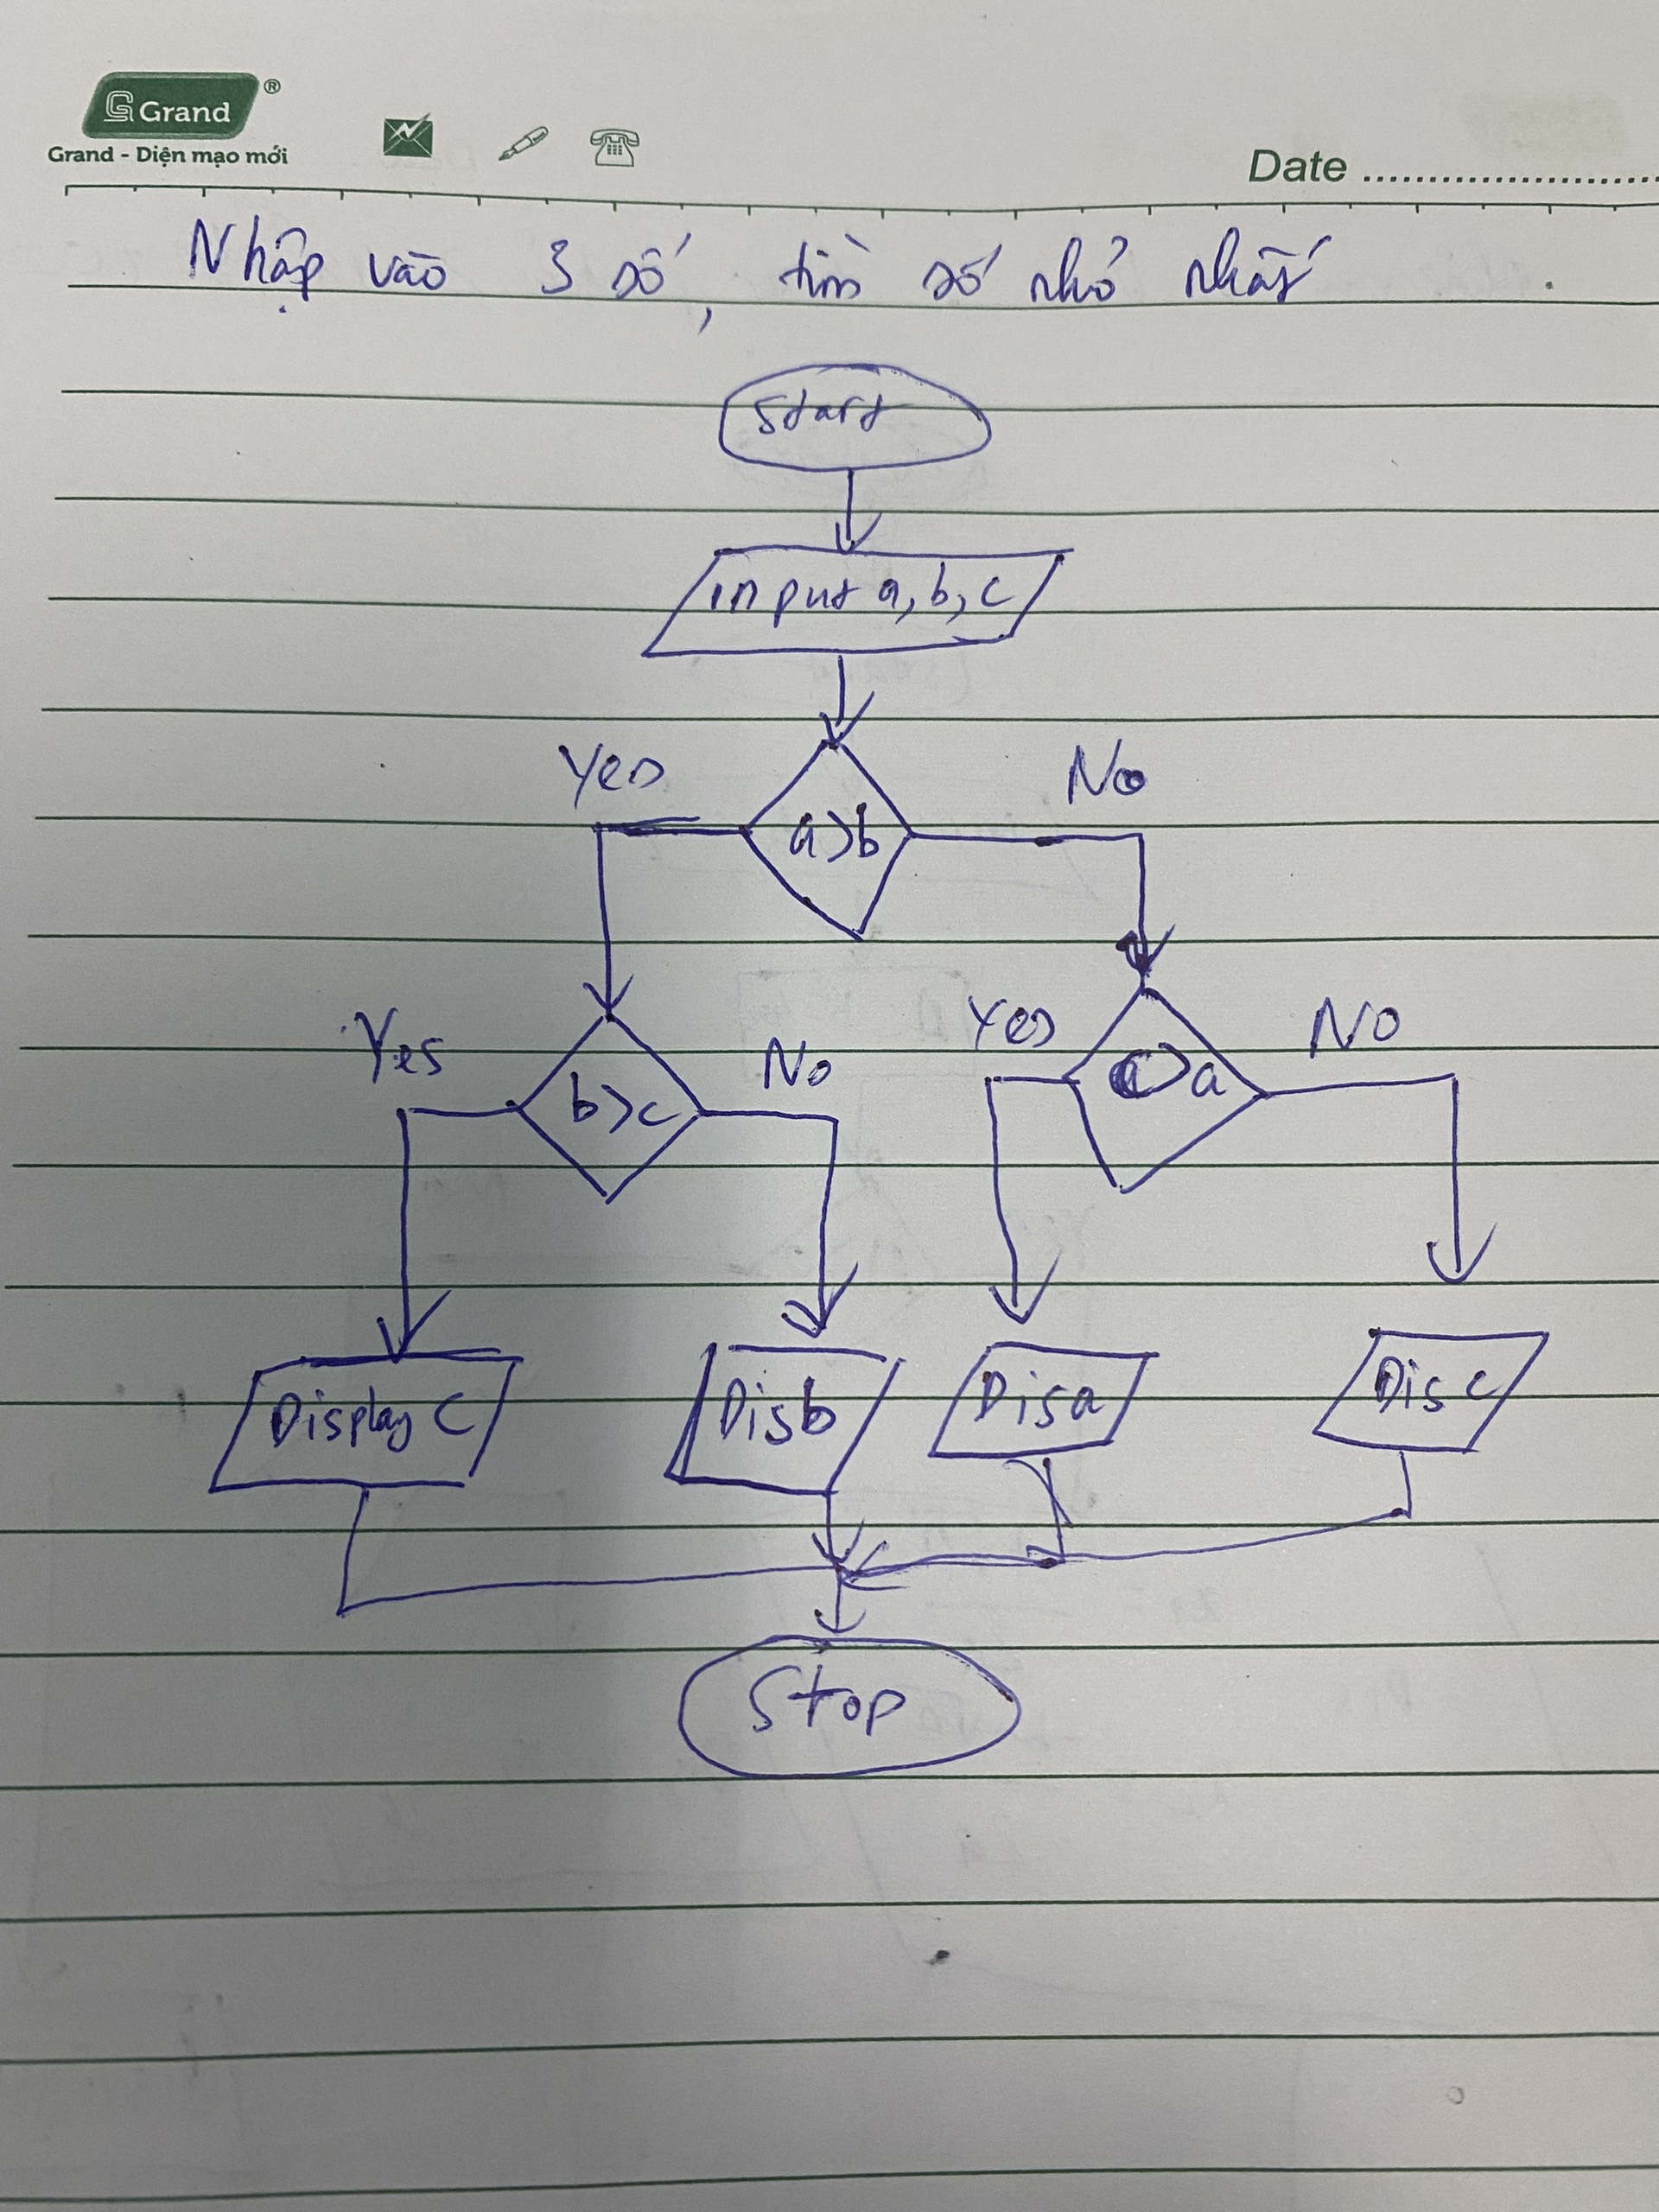 Grand ®
Grand - Diện mạo mới
Date
Nhập vào 3 số, tìm số nhỏ nhất.
Start
input a, b, c
Yes
No
a>b
Yes
No
Yes
No
b>c
c>a
Display C
Dis b
Dis a
Dis c
Stop